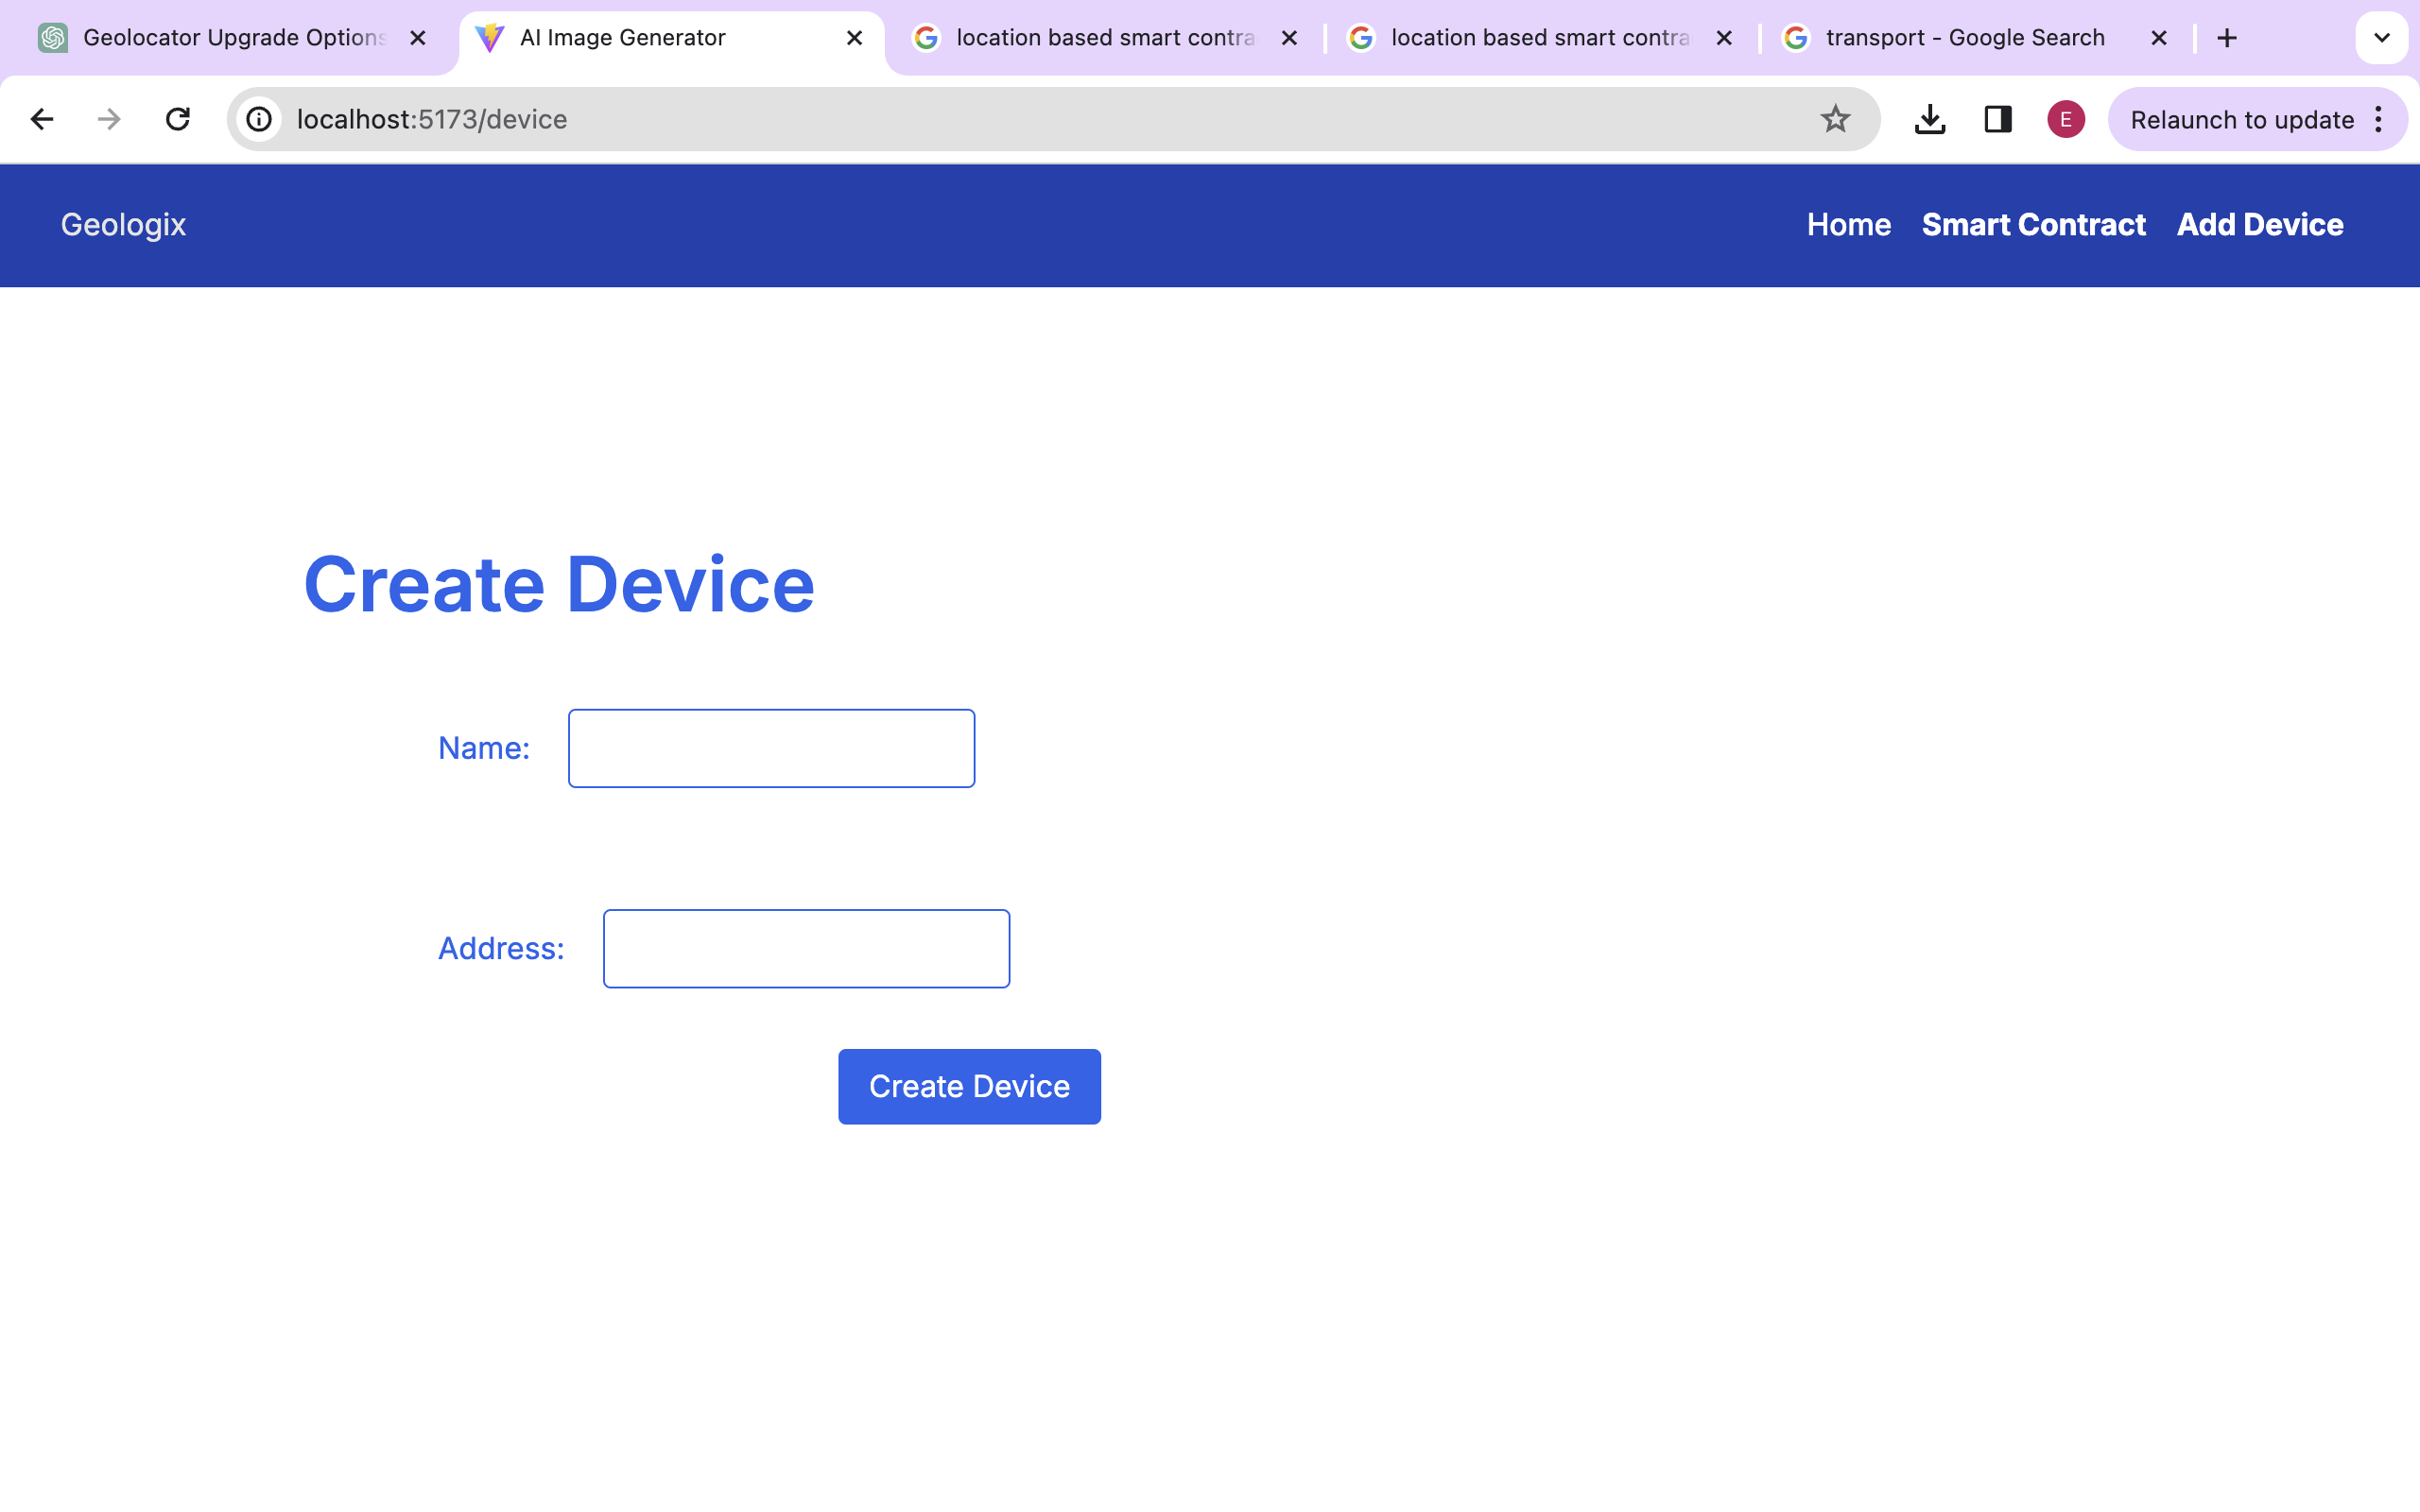 Geolocator Upgrade Options
AI Image Generator
location based smart contra
location based smart contra
transport - Google Search
localhost:5173/device
E
Relaunch to update
Geologix
Home
Smart Contract
Add Device
Create Device
Name:
Address:
Create Device